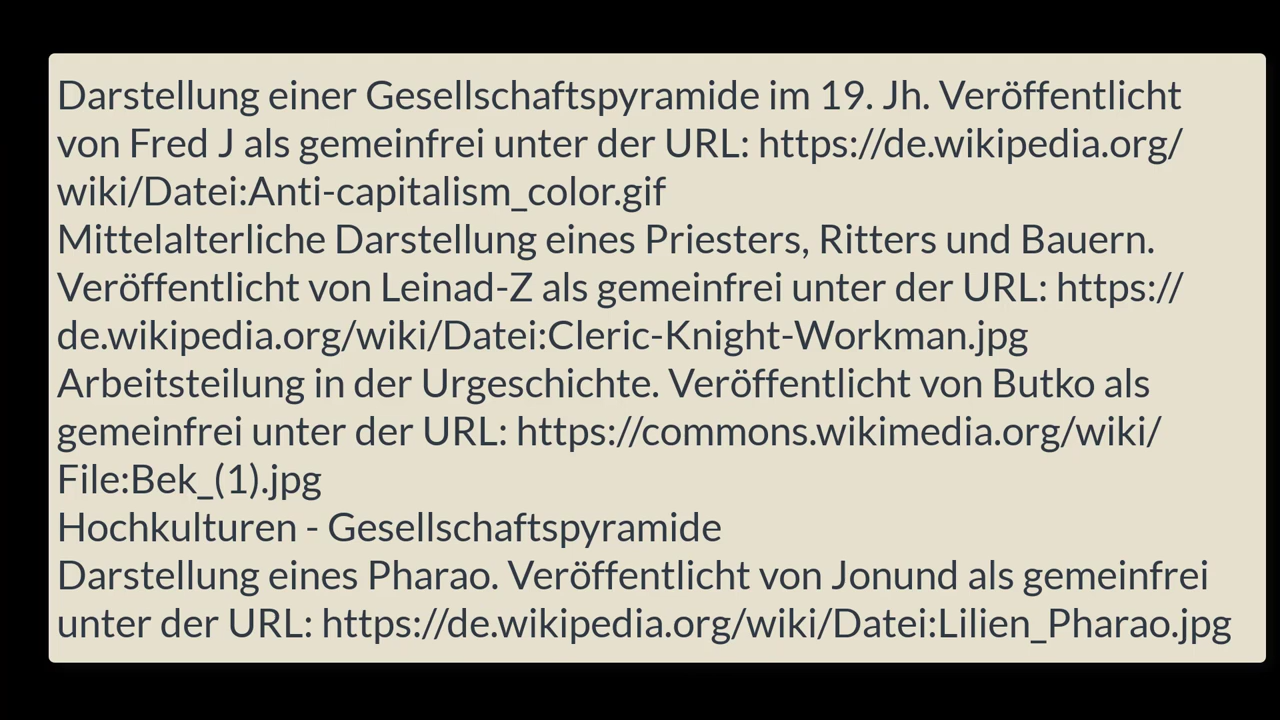 Darstellung einer Gesellschaftspyramide im 19. Jh. Veröffentlicht
von Fred J als gemeinfrei unter der URL: https://de.wikipedia.org/
wiki/Datei:Anti-capitalism_color.gif
Mittelalterliche Darstellung eines Priesters, Ritters und Bauern.
Veröffentlicht von Leinad-Z als gemeinfrei unter der URL: https://
de.wikipedia.org/wiki/Datei:Cleric-Knight-Workman.jpg
Arbeitsteilung in der Urgeschichte. Veröffentlicht von Butko als
gemeinfrei unter der URL: https://commons.wikimedia.org/wiki/
File:Bek_(1).jpg
Hochkulturen - Gesellschaftspyramide
Darstellung eines Pharao. Veröffentlicht von Jonund als gemeinfrei
unter der URL: https://de.wikipedia.org/wiki/Datei:Lilien_Pharao.jpg